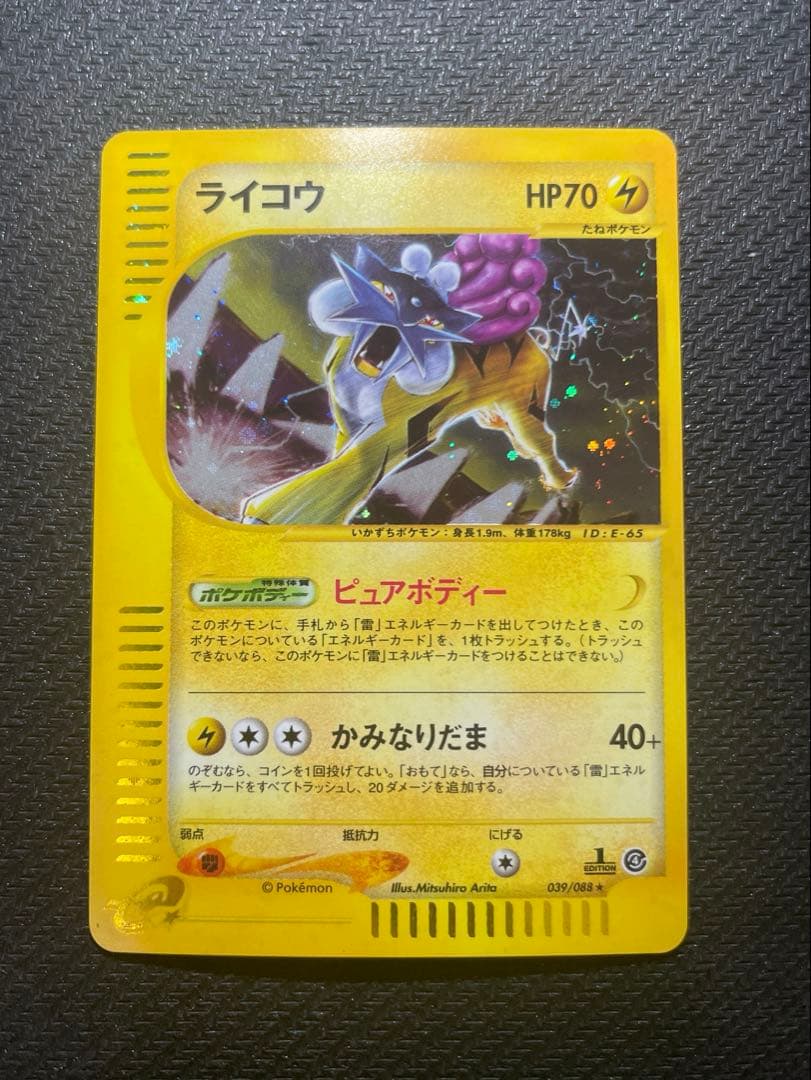 ライコウ HP70
たねポケモン
いかずちポケモン：身長1.9m、体重178kg ID:E-65
特殊体質
ポケボディー ピュアボディー
このポケモンに、手札から「雷」エネルギーカードを出してつけたとき、この
ポケモンについている「エネルギーカード」を、1枚トラッシュする。（トラッシュ
できないなら、このポケモンに「雷」エネルギーカードをつけることはできない。）
かみなりだま 40+
のぞむなら、コインを1回投げてよい。「おもて」なら、自分についている「雷」エネル
ギーカードをすべてトラッシュし、20ダメージを追加する。
弱点 抵抗力 にげる
1
EDITION
© Pokémon Illus.Mitsuhiro Arita 039/088 ★